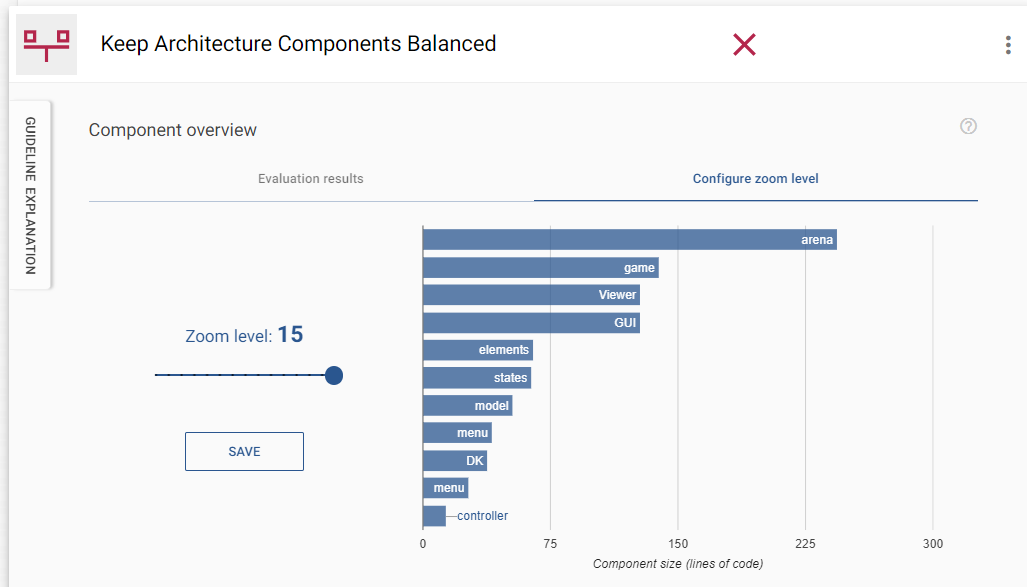 Keep Architecture Components Balanced
GUIDELINE EXPLANATION
Component overview
?
Evaluation results
Configure zoom level
Zoom level: 15
SAVE
arena
game
Viewer
GUI
elements
states
model
menu
DK
menu
controller
0 75 150 225 300
Component size (lines of code)